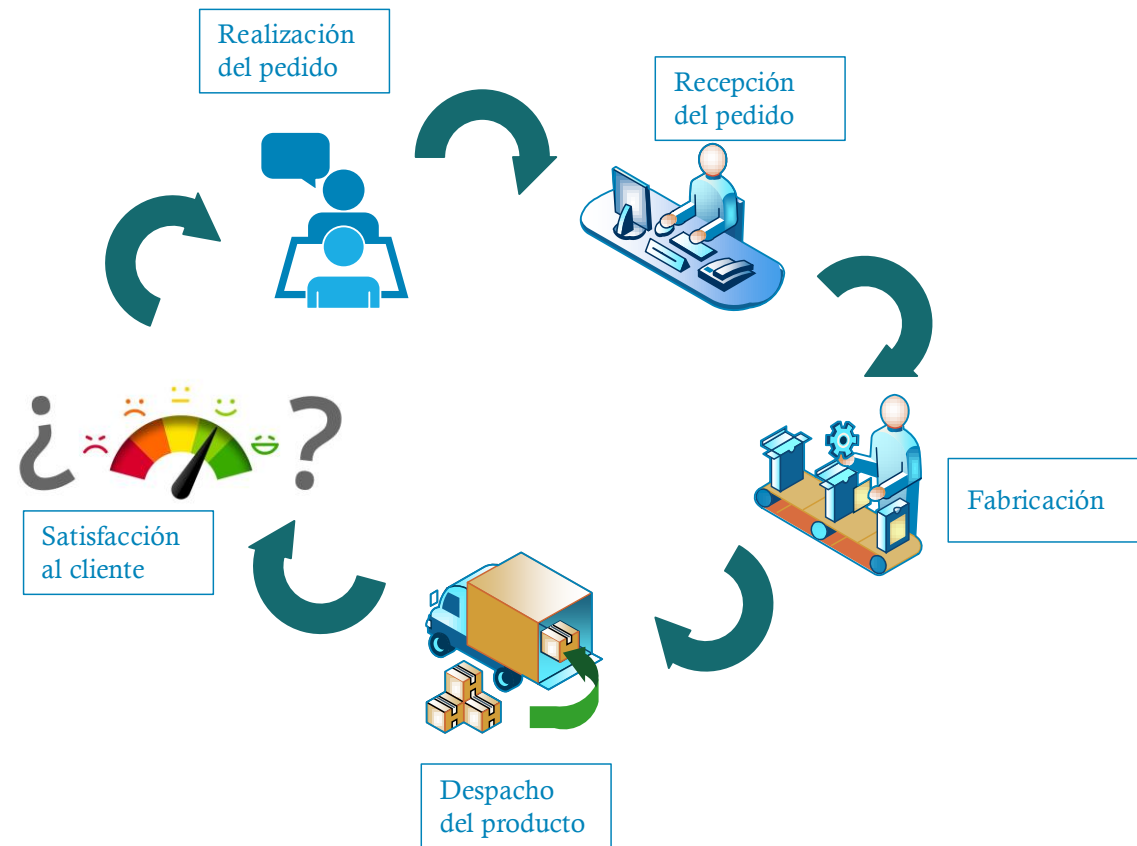 Realización
del pedido
Recepción
del pedido
Fabricación
Despacho
del producto
¿ ?
Satisfacción
al cliente